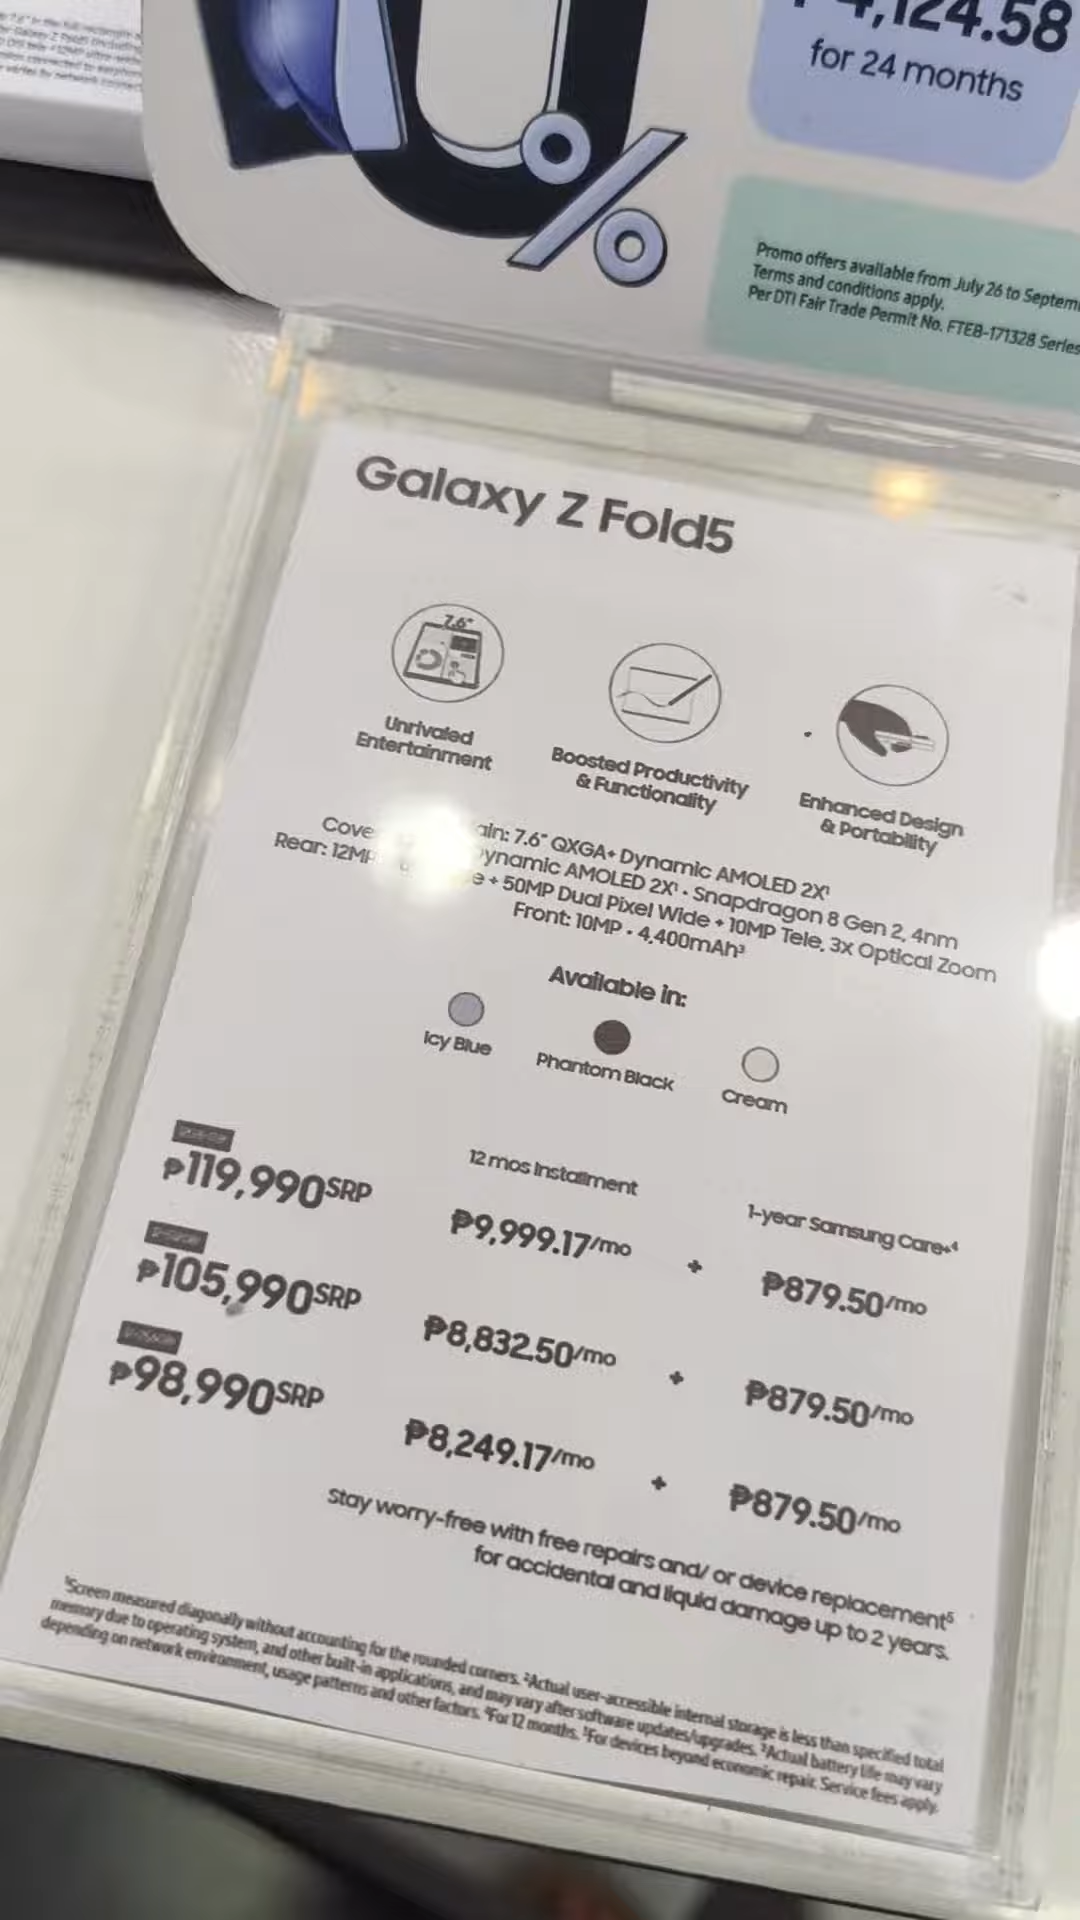 4,124.58
for 24 months
%
Promo offers available from July 26 to
Terms and conditions apply.
Per DTI Fair Trade Permit No. FTEB-171328 Series
Galaxy Z Fold5
7.6"
Unrivaled
Entertainment
Boosted Productivity
& Functionality
Enhanced Design
& Portability
7.6" QXGA+ Dynamic AMOLED 2X¹
AMOLED 2X¹ • Snapdragon 8 Gen 2, 4nm
Rear: + 50MP Dual Pixel Wide + 10MP Tele, 3x Optical Zoom
Front: 10MP • 4,400mAh³
Available in:
Icy Blue
Phantom Black
Cream
12 mos Installment
1-year Samsung Care+⁴
₱119,990SRP
₱9,999.17/mo + ₱879.50/mo
₱105,990SRP
₱8,832.50/mo + ₱879.50/mo
₱98,990SRP
₱8,249.17/mo + ₱879.50/mo
Stay worry-free with free repairs and/ or device replacement⁵
for accidental and liquid damage up to 2 years.
¹Screen measured diagonally without accounting for the rounded corners. ²Actual user-accessible internal storage is less than specified total
memory due to operating system, and other built-in applications, and may vary after software updates/upgrades. ³Actual battery life may vary
depending on network environment, usage patterns and other factors. ⁴For 12 months. ⁵For devices beyond economic repair. Service fees apply.